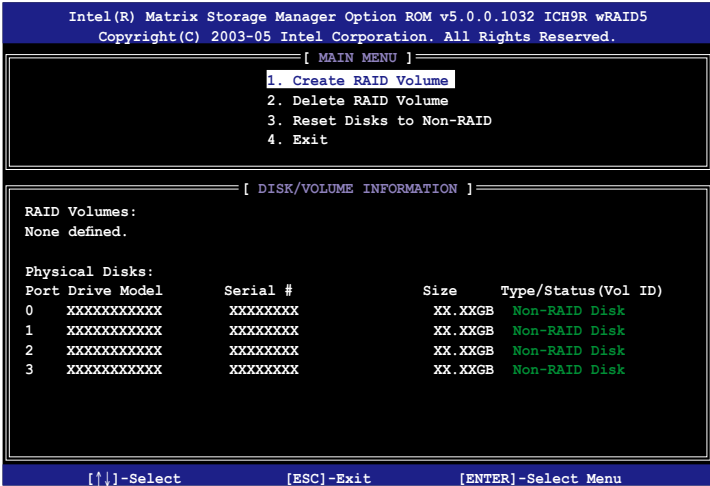 Intel(R) Matrix Storage Manager Option ROM v5.0.0.1032 ICH9R wRAID5
Copyright(C) 2003-05 Intel Corporation. All Rights Reserved.
[ MAIN MENU ]
1. Create RAID Volume
2. Delete RAID Volume
3. Reset Disks to Non-RAID
4. Exit
[ DISK/VOLUME INFORMATION ]
RAID Volumes:
None defined.
Physical Disks:
Port Drive Model Serial # Size Type/Status(Vol ID)
0 XXXXXXXXXXX XXXXXXXX XX.XXGB Non-RAID Disk
1 XXXXXXXXXXX XXXXXXXX XX.XXGB Non-RAID Disk
2 XXXXXXXXXXX XXXXXXXX XX.XXGB Non-RAID Disk
3 XXXXXXXXXXX XXXXXXXX XX.XXGB Non-RAID Disk
[↑↓]-Select [ESC]-Exit [ENTER]-Select Menu